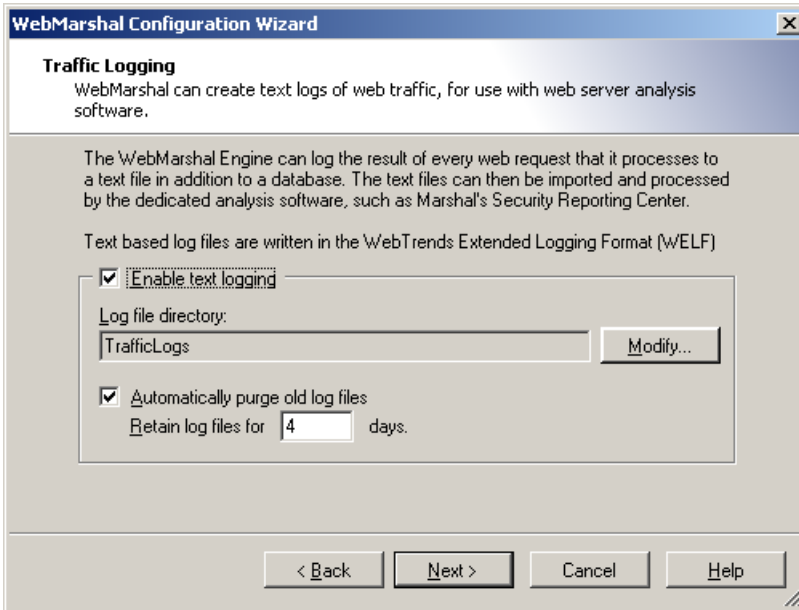 WebMarshal Configuration Wizard
Traffic Logging
WebMarshal can create text logs of web traffic, for use with web server analysis
software.
The WebMarshal Engine can log the result of every web request that it processes to
a text file in addition to a database. The text files can then be imported and processed
by the dedicated analysis software, such as Marshal's Security Reporting Center.
Text based log files are written in the WebTrends Extended Logging Format (WELF)
Enable text logging
Log file directory:
TrafficLogs
Modify...
Automatically purge old log files
Retain log files for 4 days.
< Back Next > Cancel Help